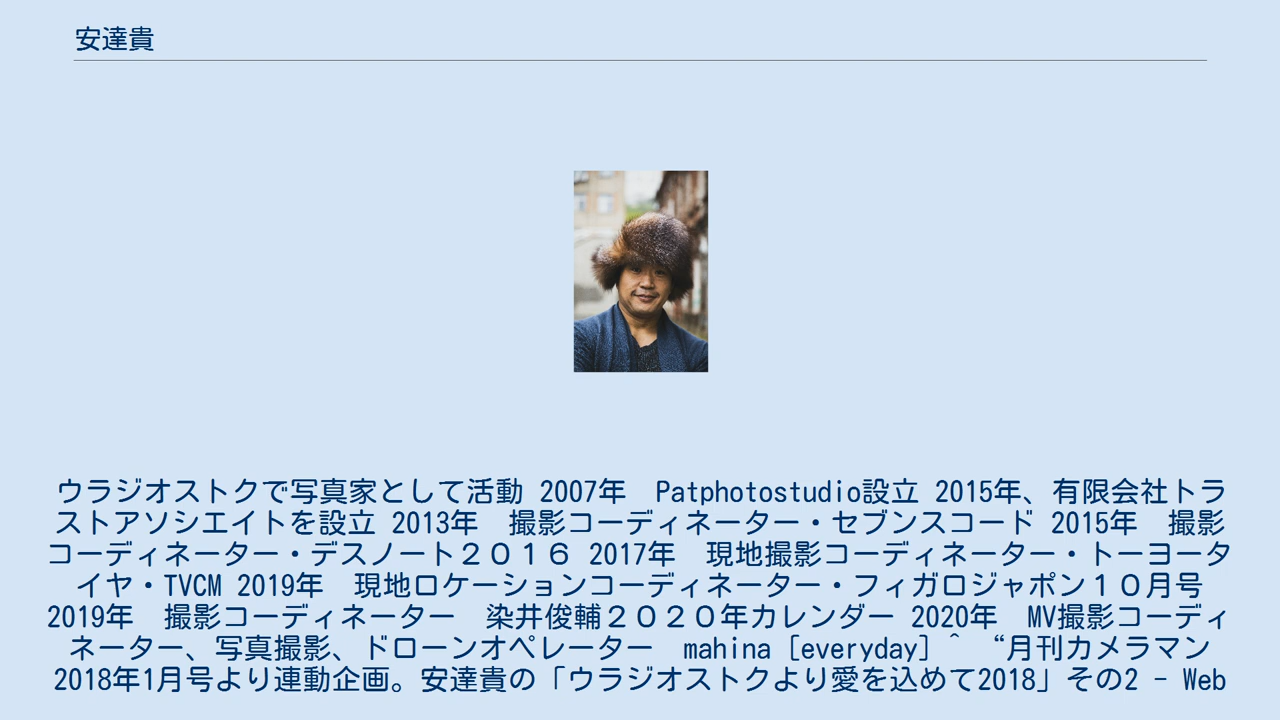 安達貴
ウラジオストクで写真家として活動 2007年　Patphotostudio設立 2015年、有限会社トラ
ストアソシエイトを設立 2013年　撮影コーディネーター・セブンスコード 2015年　撮影
コーディネーター・デスノート２０１６ 2017年　現地撮影コーディネーター・トーヨータ
イヤ・TVCM 2019年　現地ロケーションコーディネーター・フィガロジャポン１０月号
2019年　撮影コーディネーター　染井俊輔２０２０年カレンダー 2020年　MV撮影コーディ
ネーター、写真撮影、ドローンオペレーター　mahina [everyday]＾　“月刊カメラマン
2018年1月号より連動企画。安達貴の「ウラジオストクより愛を込めて2018」その2 - Web